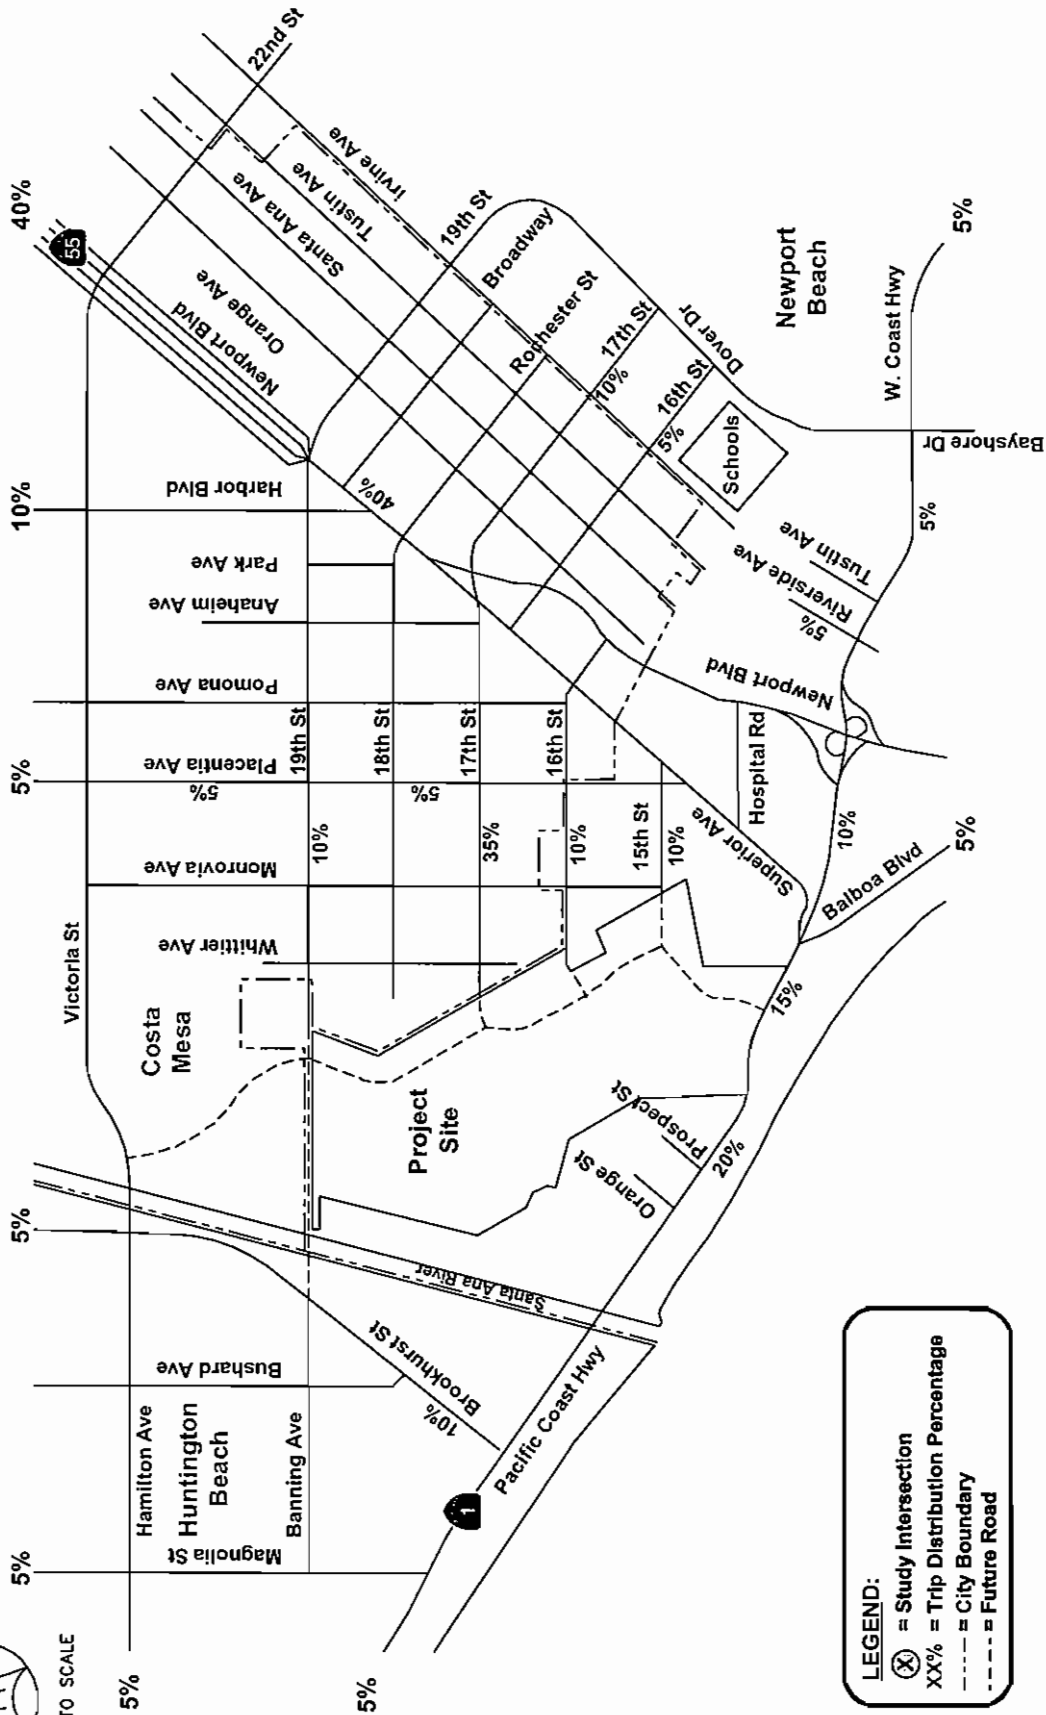 TO SCALE
5%
5%
5%
10%
40%
55
22nd St
Victoria St
Costa
Mesa
Whittier Ave
Monrovia Ave
Placentia Ave
5%
Pomona Ave
Anaheim Ave
Park Ave
Harbor Blvd
Newport Blvd
Orange Ave
Santa Ana Ave
Tustin Ave
Irvine Ave
5%
Hamilton Ave
Huntington
Beach
Banning Ave
Magnolia St
Bushard Ave
Brookhurst St
10%
Santa Ana River
Project
Site
10%
19th St
18th St
5%
17th St
35%
16th St
10%
15th St
10%
40%
19th St
Broadway
Rochester St
17th St
10%
16th St
5%
Dover Dr
Schools
Newport
Beach
5%
1
Pacific Coast Hwy
Orange St
Prospect St
20%
15%
Superior Ave
Hospital Rd
Newport Blvd
Riverside Ave
5%
Tustin Ave
10%
Balboa Blvd
5%
5%
W. Coast Hwy
Bayshore Dr
5%
LEGEND:
X = Study Intersection
XX% = Trip Distribution Percentage
= City Boundary
= Future Road